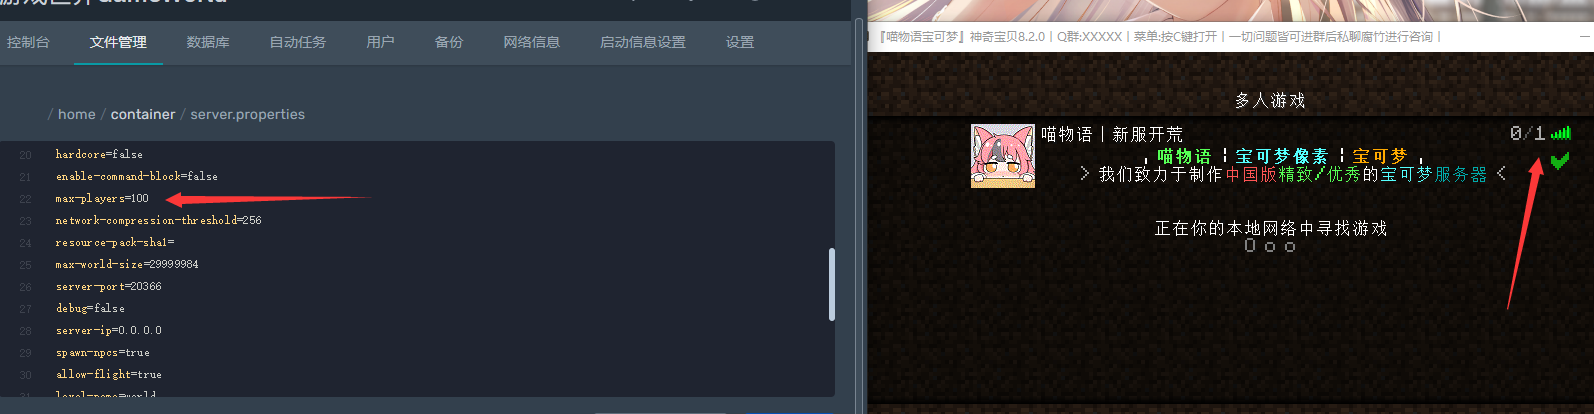 控制台 文件管理 数据库 自动任务 用户 备份 网络信息 启动信息设置 设置
/ home / container / server.properties
20 hardcore=false
21 enable-command-block=false
22 max-players=100
23 network-compression-threshold=256
24 resource-pack-sha1=
25 max-world-size=29999984
26 server-port=20366
27 debug=false
28 server-ip=0.0.0.0
29 spawn-npcs=true
30 allow-flight=true
31 level-name=world
『喵物语宝可梦』神奇宝贝8.2.0 | Q群:XXXXX | 菜单:按C键打开 | 一切问题皆可进群后私聊腐竹进行咨询 |
多人游戏
喵物语 | 新服开荒 0/1
喵物语 ¦ 宝可梦像素 ¦ 宝可梦
> 我们致力于制作中国版精致/优秀的宝可梦服务器 <
正在你的本地网络中寻找游戏
O o o